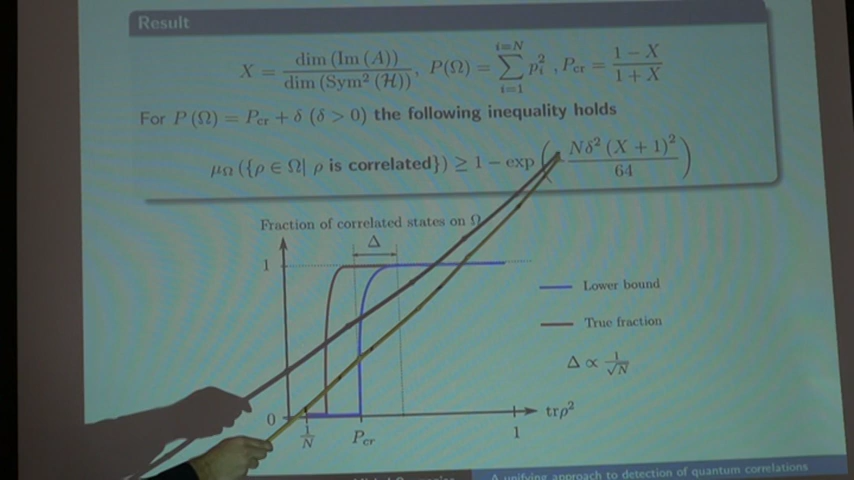 Result
X = dim (Im (A)) / dim (Sym² (ℋ)) , P(Ω) = ∑_{i=1}^{i=N} p_i² , P_cr = 1 − X / 1 + X
For P (Ω) = P_cr + δ (δ > 0) the following inequality holds
μ_Ω ({ρ ∈ Ω| ρ is correlated}) ≥ 1 − exp ( Nδ² (X + 1)² / 64 )
Fraction of correlated states on Ω
Δ
1
Lower bound
True fraction
Δ ∝ 1/√N
0
1/N
P_cr
1
trρ²
A unifying approach to detection of quantum correlations